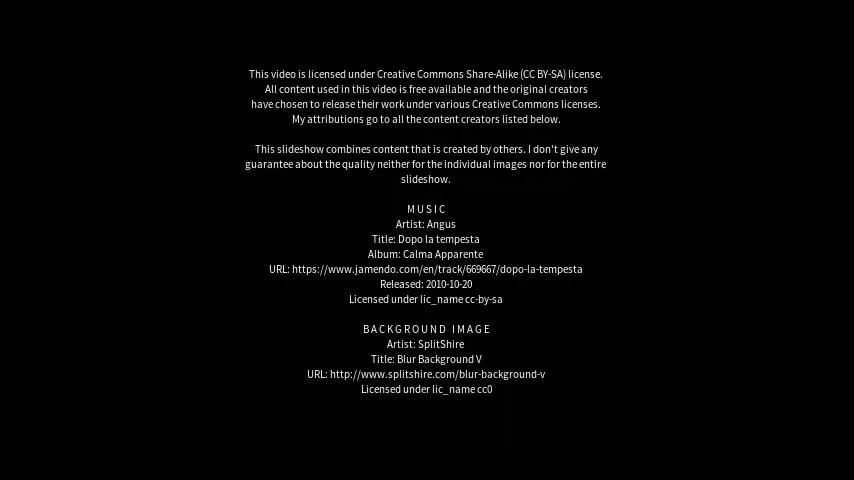 This video is licensed under Creative Commons Share-Alike (CC BY-SA) license.
All content used in this video is free available and the original creators
have chosen to release their work under various Creative Commons licenses.
My attributions go to all the content creators listed below.
This slideshow combines content that is created by others. I don't give any
guarantee about the quality neither for the individual images nor for the entire
slideshow.
MUSIC
Artist: Angus
Title: Dopo la tempesta
Album: Calma Apparente
URL: https://www.jamendo.com/en/track/669667/dopo-la-tempesta
Released: 2010-10-20
Licensed under lic_name cc-by-sa
BACKGROUND IMAGE
Artist: SplitShire
Title: Blur Background V
URL: http://www.splitshire.com/blur-background-v
Licensed under lic_name cc0